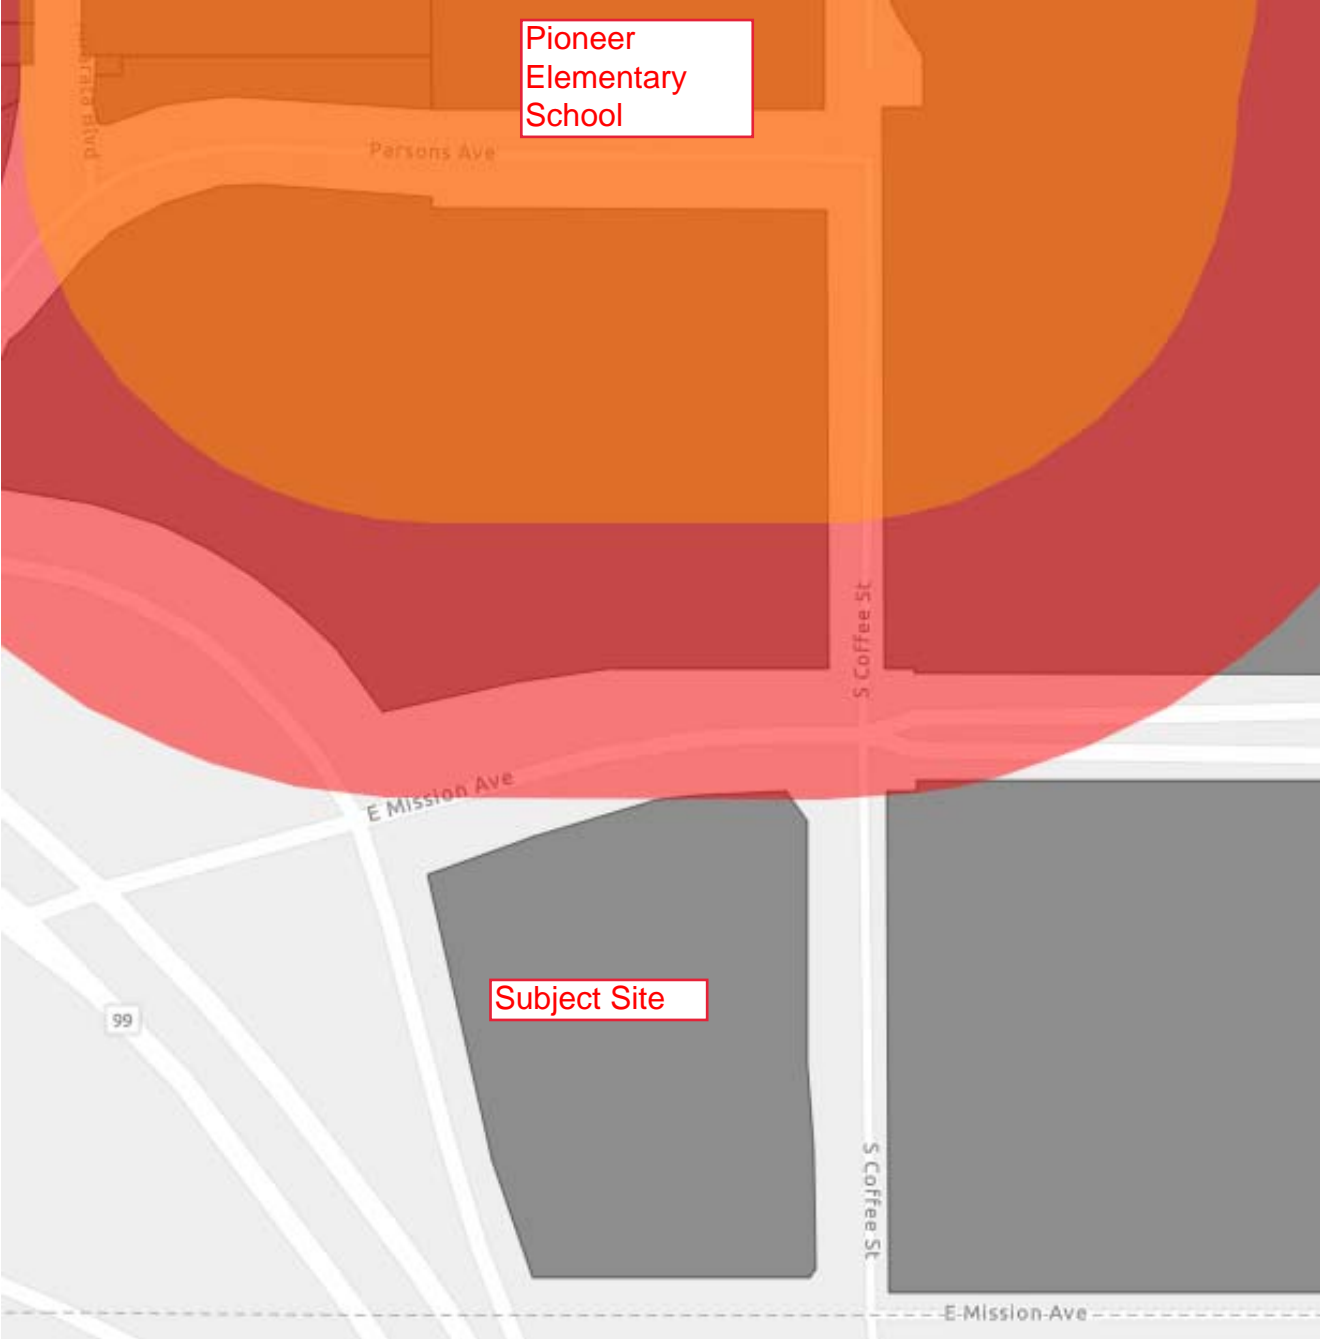 Pioneer
Elementary
School
Parsons Ave
S Coffee St
E Mission Ave
Subject Site
99
S Coffee St
E Mission Ave